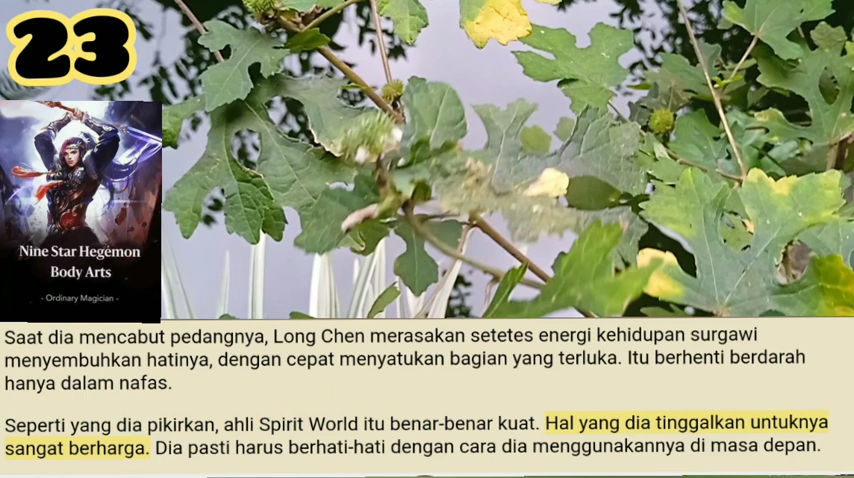 23
Nine Star Hegemon
Body Arts
- Ordinary Magician -
Saat dia mencabut pedangnya, Long Chen merasakan setetes energi kehidupan surgawi
menyembuhkan hatinya, dengan cepat menyatukan bagian yang terluka. Itu berhenti berdarah
hanya dalam nafas.
Seperti yang dia pikirkan, ahli Spirit World itu benar-benar kuat. Hal yang dia tinggalkan untuknya
sangat berharga. Dia pasti harus berhati-hati dengan cara dia menggunakannya di masa depan.